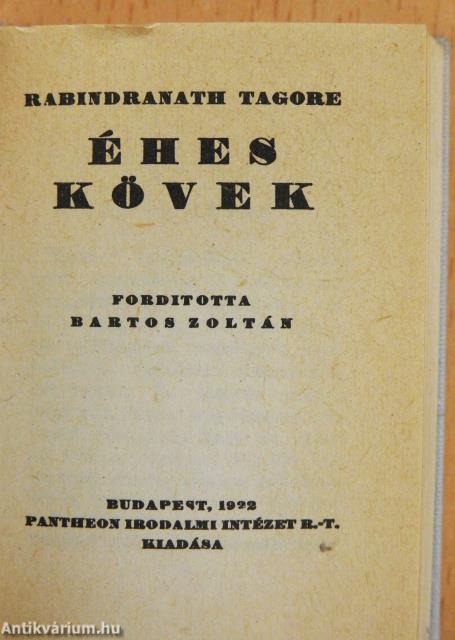 RABINDRANATH TAGORE
ÉHES
KÖVEK
FORDITOTTA
BARTOS ZOLTÁN
BUDAPEST, 1922
PANTHEON IRODALMI INTÉZET R.-T.
KIADÁSA
Antikvárium.hu